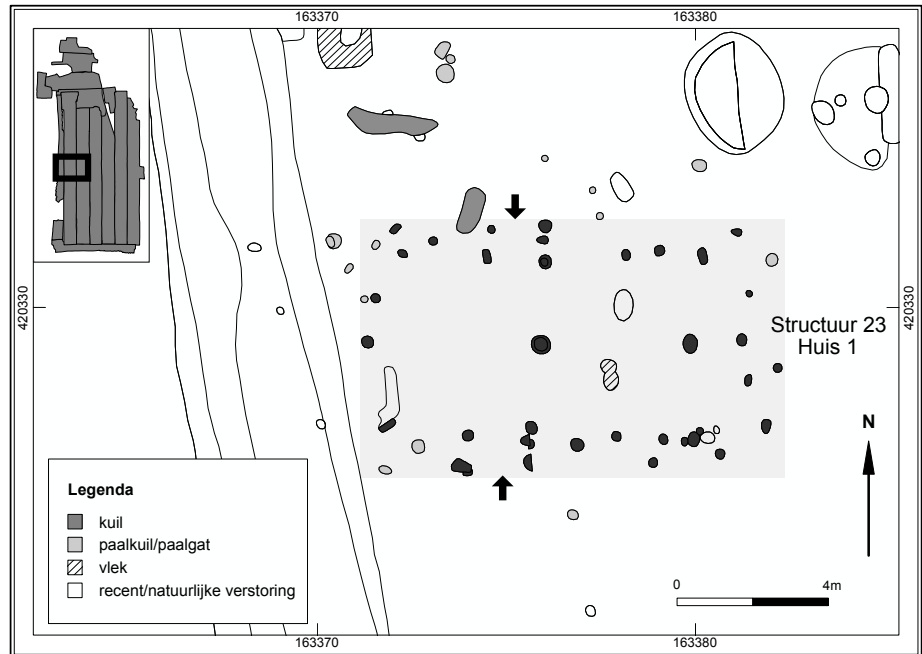 163370
163380
420330
420330
Structuur 23
Huis 1
N
Legenda
kuil
paalkuil/paalgat
vlek
recent/natuurlijke verstoring
0
4m
163370
163380